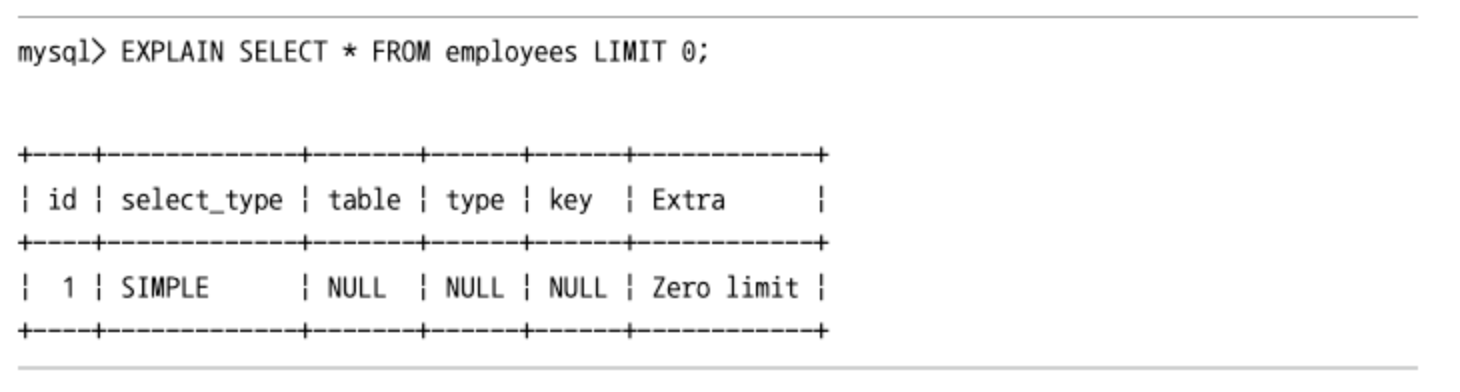 mysql> EXPLAIN SELECT * FROM employees LIMIT 0;
+----+-------------+-------+------+------+------------+
¦ id ¦ select_type ¦ table ¦ type ¦ key  ¦ Extra      ¦
+----+-------------+-------+------+------+------------+
¦  1 ¦ SIMPLE      ¦ NULL  ¦ NULL ¦ NULL ¦ Zero limit ¦
+----+-------------+-------+------+------+------------+